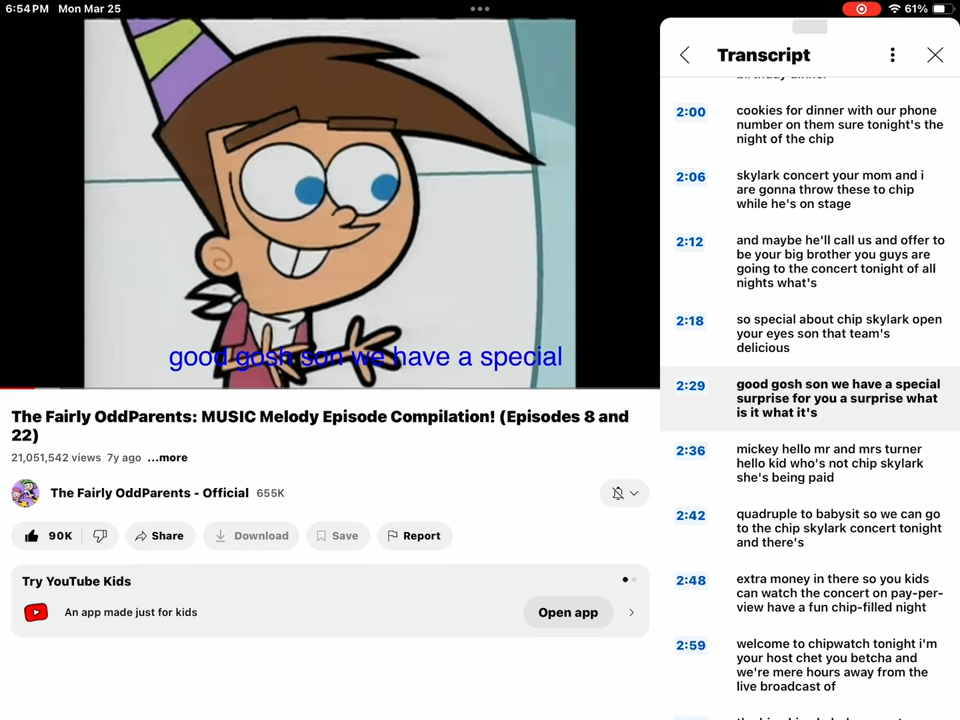 6:54 PM Mon Mar 25
61%
good gosh son we have a special
The Fairly OddParents: MUSIC Melody Episode Compilation! (Episodes 8 and
22)
21,051,542 views 7y ago ...more
The Fairly OddParents - Official 655K
90K Share Download Save Report
Try YouTube Kids
An app made just for kids
Open app
Transcript
birthday dinner
2:00
cookies for dinner with our phone
number on them sure tonight's the
night of the chip
2:06
skylark concert your mom and i
are gonna throw these to chip
while he's on stage
2:12
and maybe he'll call us and offer to
be your big brother you guys are
going to the concert tonight of all
nights what's
2:18
so special about chip skylark open
your eyes son that team's
delicious
2:29
good gosh son we have a special
surprise for you a surprise what
is it what it's
2:36
mickey hello mr and mrs turner
hello kid who's not chip skylark
she's being paid
2:42
quadruple to babysit so we can go
to the chip skylark concert tonight
and there's
2:48
extra money in there so you kids
can watch the concert on pay-per-
view have a fun chip-filled night
2:59
welcome to chipwatch tonight i'm
your host chet you betcha and
we're mere hours away from the
live broadcast of